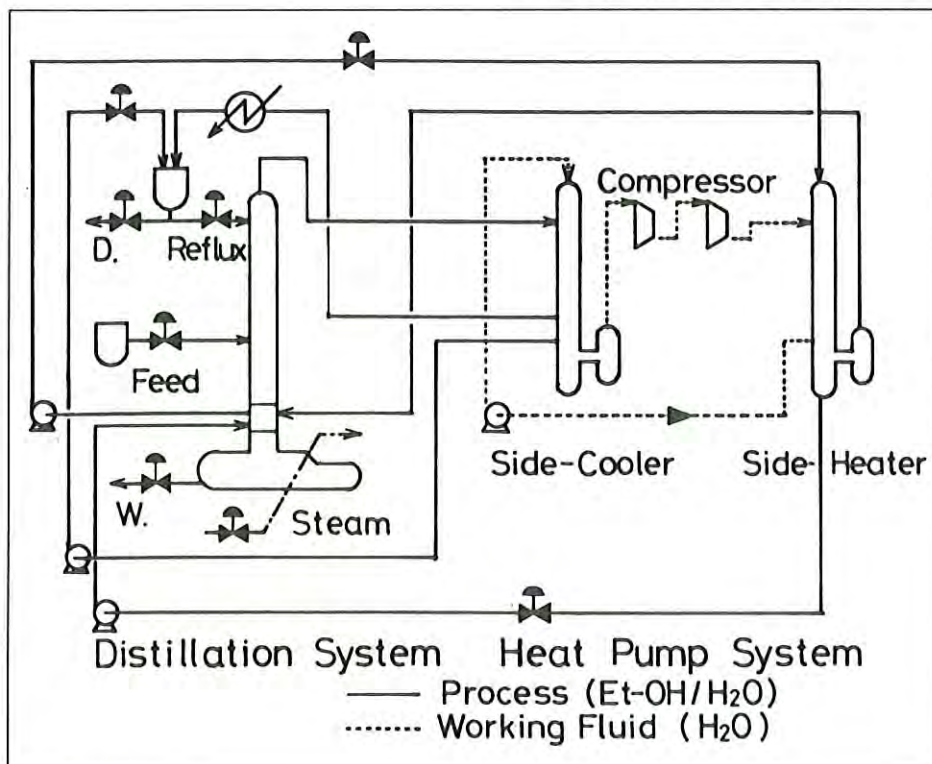 Compressor
D.
Reflux
Feed
Side-Cooler
Side-Heater
W.
Steam
Distillation System
Heat Pump System
Process (Et-OH/H₂O)
Working Fluid (H₂O)